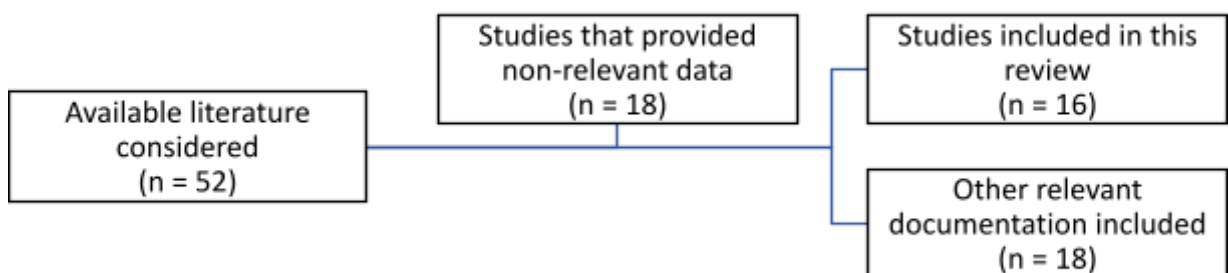 Available literature
considered
(n = 52)
Studies that provided
non-relevant data
(n = 18)
Studies included in this
review
(n = 16)
Other relevant
documentation included
(n = 18)